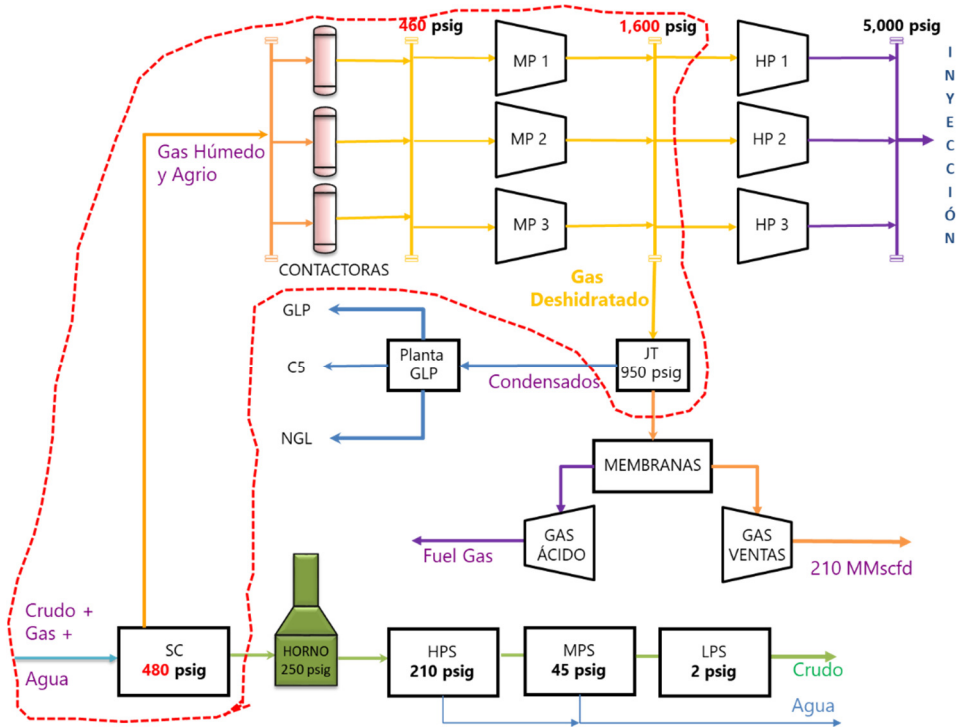 460 psig
1,600 psig
5,000 psig
MP 1
HP 1
Gas Húmedo
y Agrio
MP 2
HP 2
MP 3
HP 3
INYECCIÓN
CONTACTORAS
Gas
Deshidratado
GLP
C5
NGL
Planta
GLP
Condensados
JT
950 psig
MEMBRANAS
GAS
ÁCIDO
GAS
VENTAS
Fuel Gas
210 MMscfd
Crudo +
Gas +
Agua
SC
480 psig
HORNO
250 psig
HPS
210 psig
MPS
45 psig
LPS
2 psig
Crudo
Agua